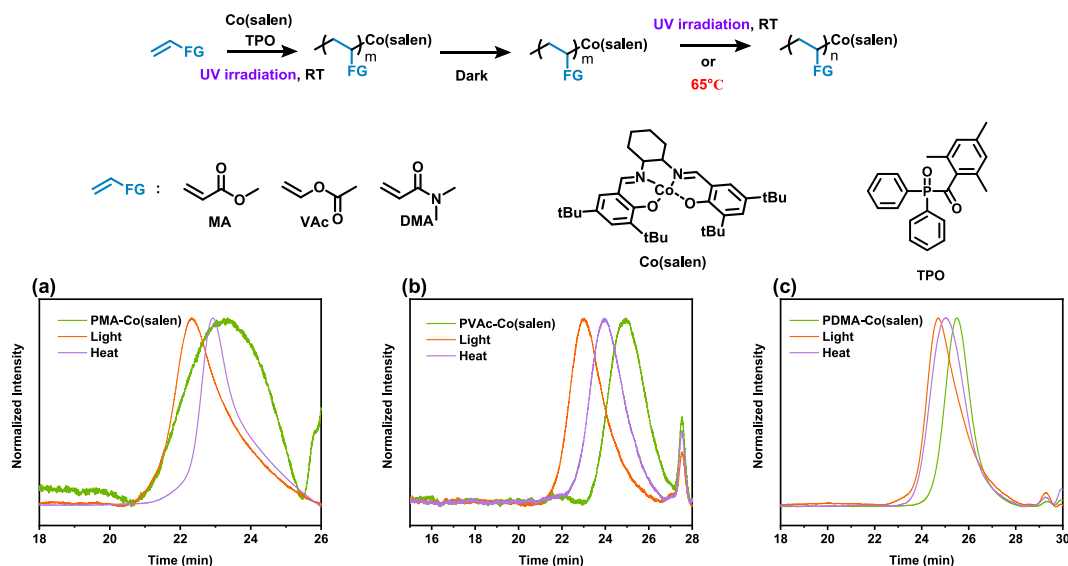 Co(salen)
TPO
UV irradiation, RT
FG
Co(salen)
m
FG
Dark
Co(salen)
m
FG
UV irradiation, RT
or
65°C
Co(salen)
n
FG
FG :
O
O
MA
O
O
VAc
O
N
DMA
N N
Co
O O
tBu
tBu
tBu
tBu
Co(salen)
O
P
O
TPO
(a)
PMA-Co(salen)
Light
Heat
Normalized Intensity
18 20 22 24 26
Time (min)
(b)
PVAc-Co(salen)
Light
Heat
Normalized Intensity
16 18 20 22 24 26 28
Time (min)
(c)
PDMA-Co(salen)
Light
Heat
Normalized Intensity
18 20 22 24 26 28 30
Time (min)